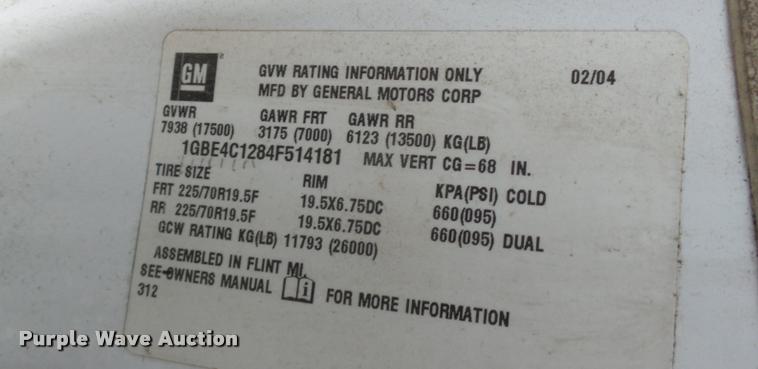 GM
GVW RATING INFORMATION ONLY 02/04
MFD BY GENERAL MOTORS CORP
GVWR GAWR FRT GAWR RR
7938 (17500) 3175 (7000) 6123 (13500) KG(LB)
1GBE4C1284F514181 MAX VERT CG=68 IN.
TIRE SIZE RIM KPA(PSI) COLD
FRT 225/70R19.5F 19.5X6.75DC 660(095)
RR 225/70R19.5F 19.5X6.75DC 660(095) DUAL
GCW RATING KG(LB) 11793 (26000)
ASSEMBLED IN FLINT MI.
SEE OWNERS MANUAL i FOR MORE INFORMATION
312
Purple Wave Auction